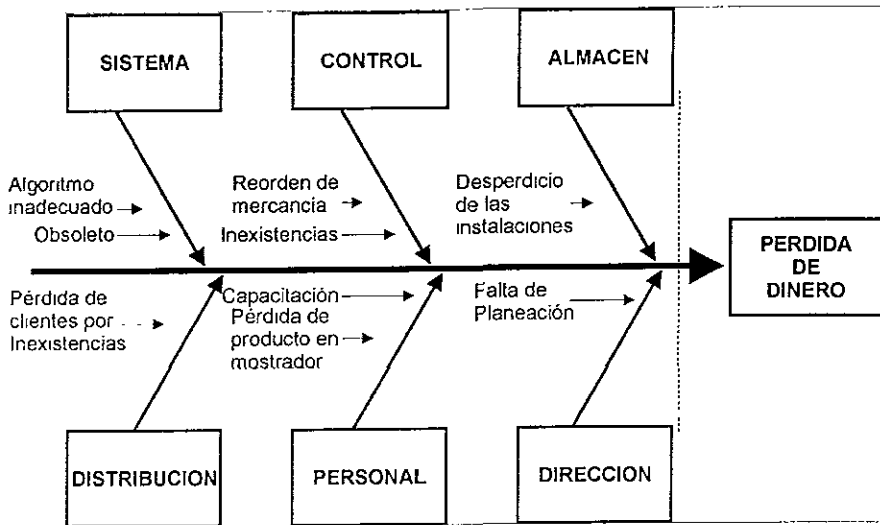 SISTEMA
CONTROL
ALMACEN
Algoritmo
inadecuado
Obsoleto
Reorden de
mercancia
Inexistencias
Desperdicio
de las
instalaciones
PERDIDA
DE
DINERO
Pérdida de
clientes por
Inexistencias
Capacitación
Pérdida de
producto en
mostrador
Falta de
Planeación
DISTRIBUCION
PERSONAL
DIRECCION